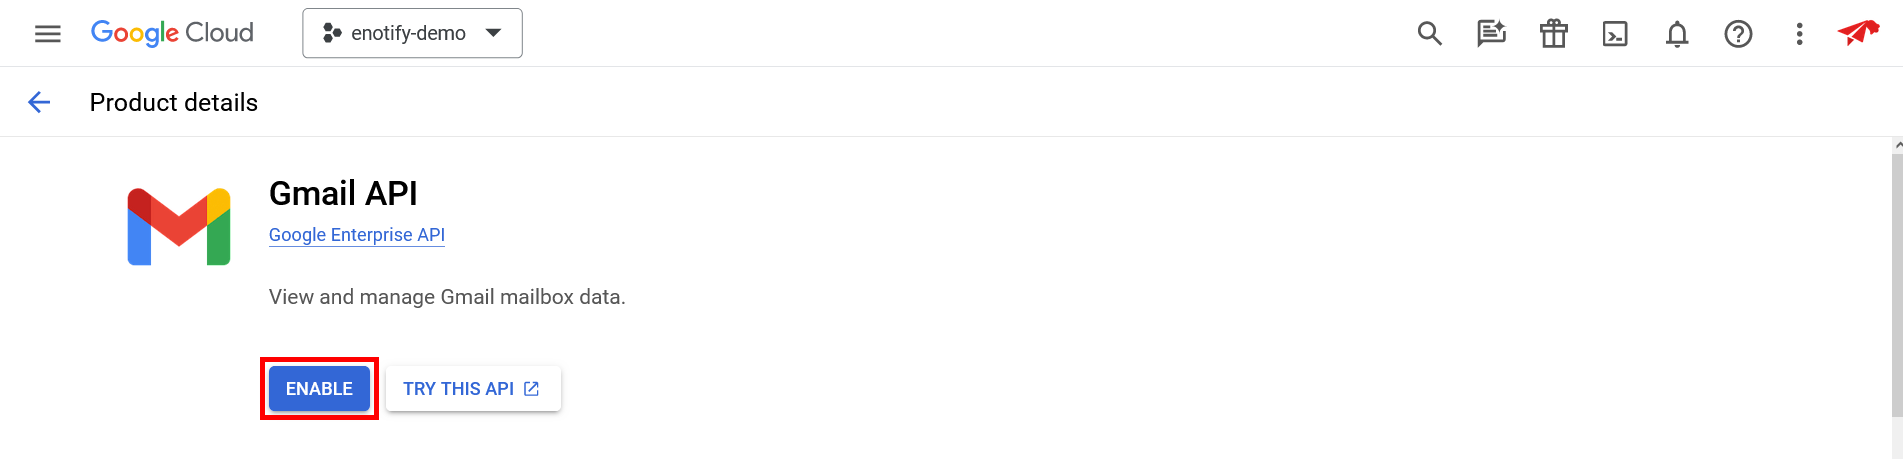 Google Cloud
enotify-demo
Product details
Gmail API
Google Enterprise API
View and manage Gmail mailbox data.
ENABLE
TRY THIS API